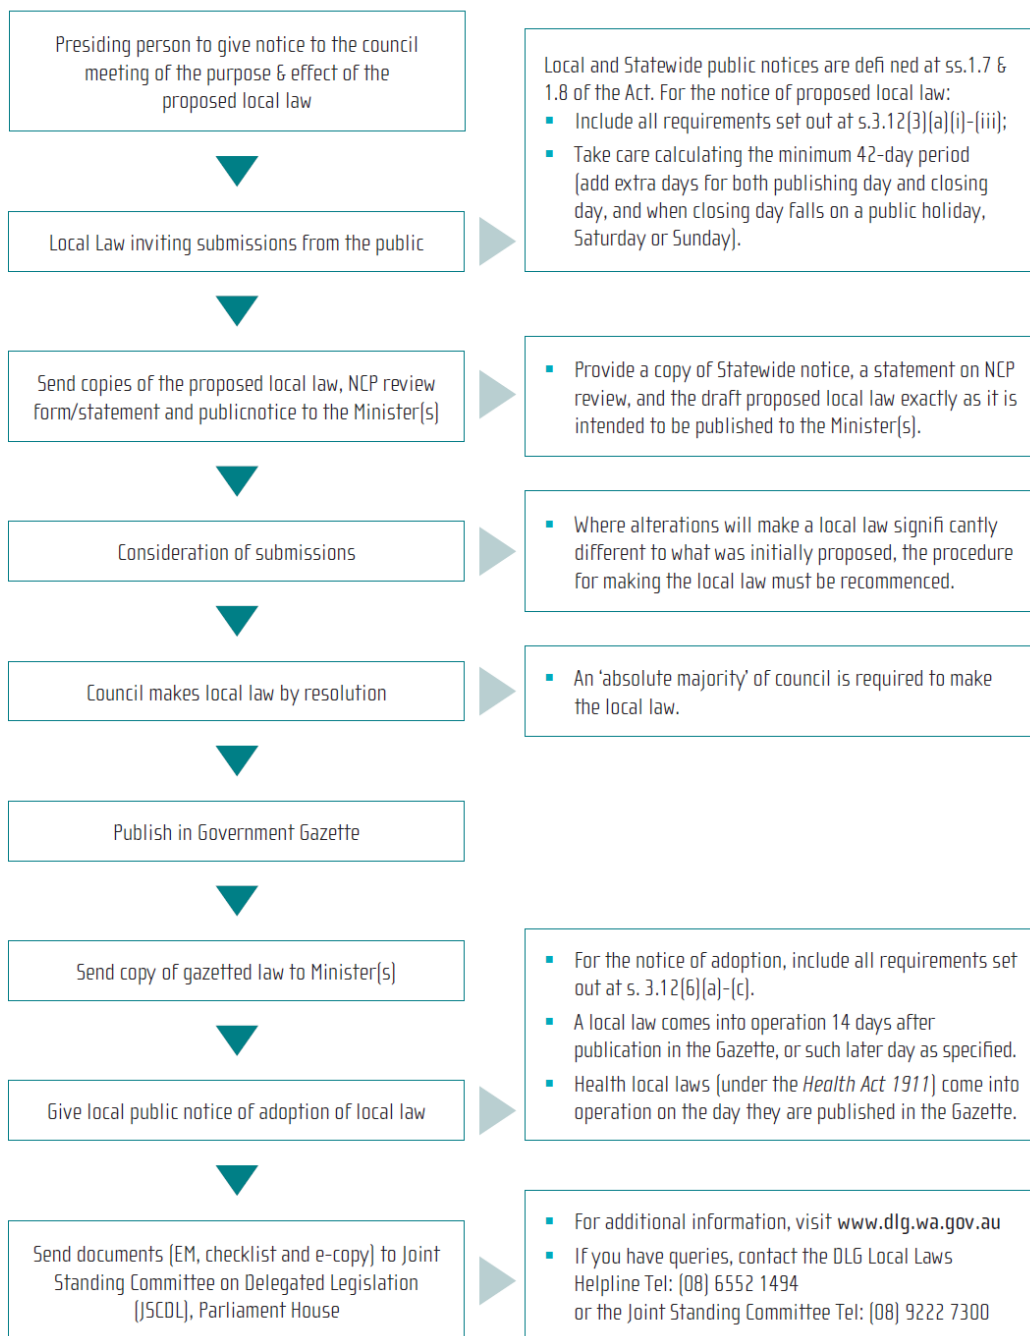 Presiding person to give notice to the council
meeting of the purpose & effect of the
proposed local law
Local and Statewide public notices are defi ned at ss.1.7 &
1.8 of the Act. For the notice of proposed local law:
▪ Include all requirements set out at s.3.12(3)(a)(i)-(iii);
▪ Take care calculating the minimum 42-day period
(add extra days for both publishing day and closing
day, and when closing day falls on a public holiday,
Saturday or Sunday).
Local Law inviting submissions from the public
Send copies of the proposed local law, NCP review
form/statement and publicnotice to the Minister(s)
▪ Provide a copy of Statewide notice, a statement on NCP
review, and the draft proposed local law exactly as it is
intended to be published to the Minister(s).
Consideration of submissions
▪ Where alterations will make a local law signifi cantly
different to what was initially proposed, the procedure
for making the local law must be recommenced.
Council makes local law by resolution
▪ An ‘absolute majority’ of council is required to make
the local law.
Publish in Government Gazette
Send copy of gazetted law to Minister(s)
▪ For the notice of adoption, include all requirements set
out at s. 3.12(6)(a)-(c).
▪ A local law comes into operation 14 days after
publication in the Gazette, or such later day as specified.
▪ Health local laws (under the Health Act 1911) come into
operation on the day they are published in the Gazette.
Give local public notice of adoption of local law
Send documents (EM, checklist and e-copy) to Joint
Standing Committee on Delegated Legislation
(JSCDL), Parliament House
▪ For additional information, visit www.dlg.wa.gov.au
▪ If you have queries, contact the DLG Local Laws
Helpline Tel: (08) 6552 1494
or the Joint Standing Committee Tel: (08) 9222 7300